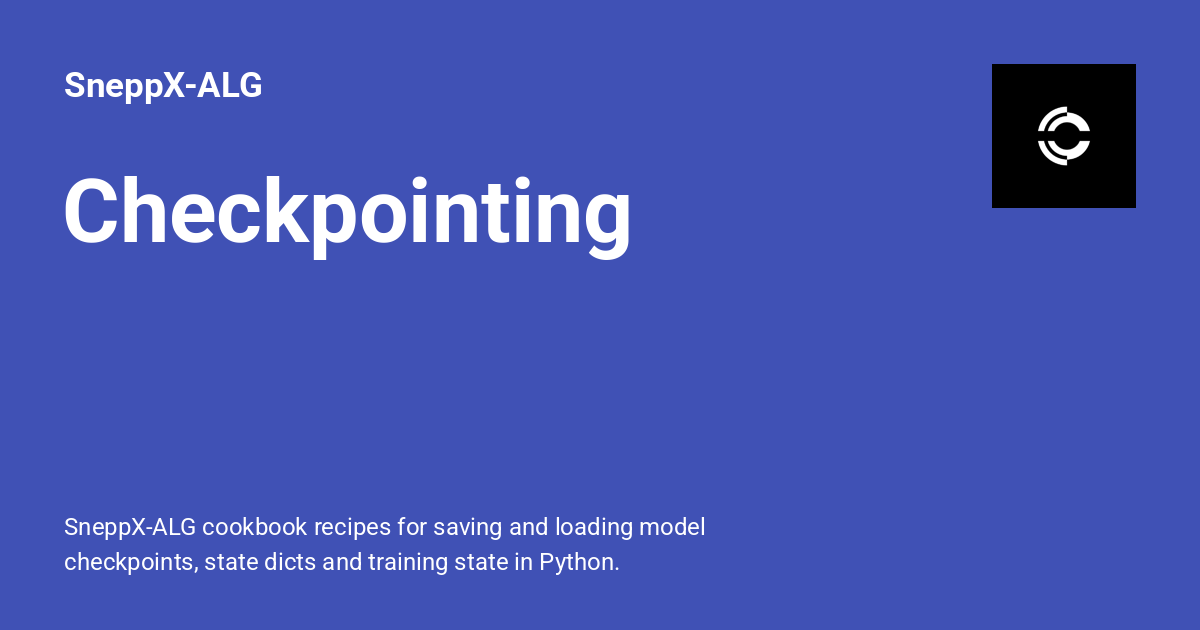 SneppX-ALG
Checkpointing
SneppX-ALG cookbook recipes for saving and loading model
checkpoints, state dicts and training state in Python.